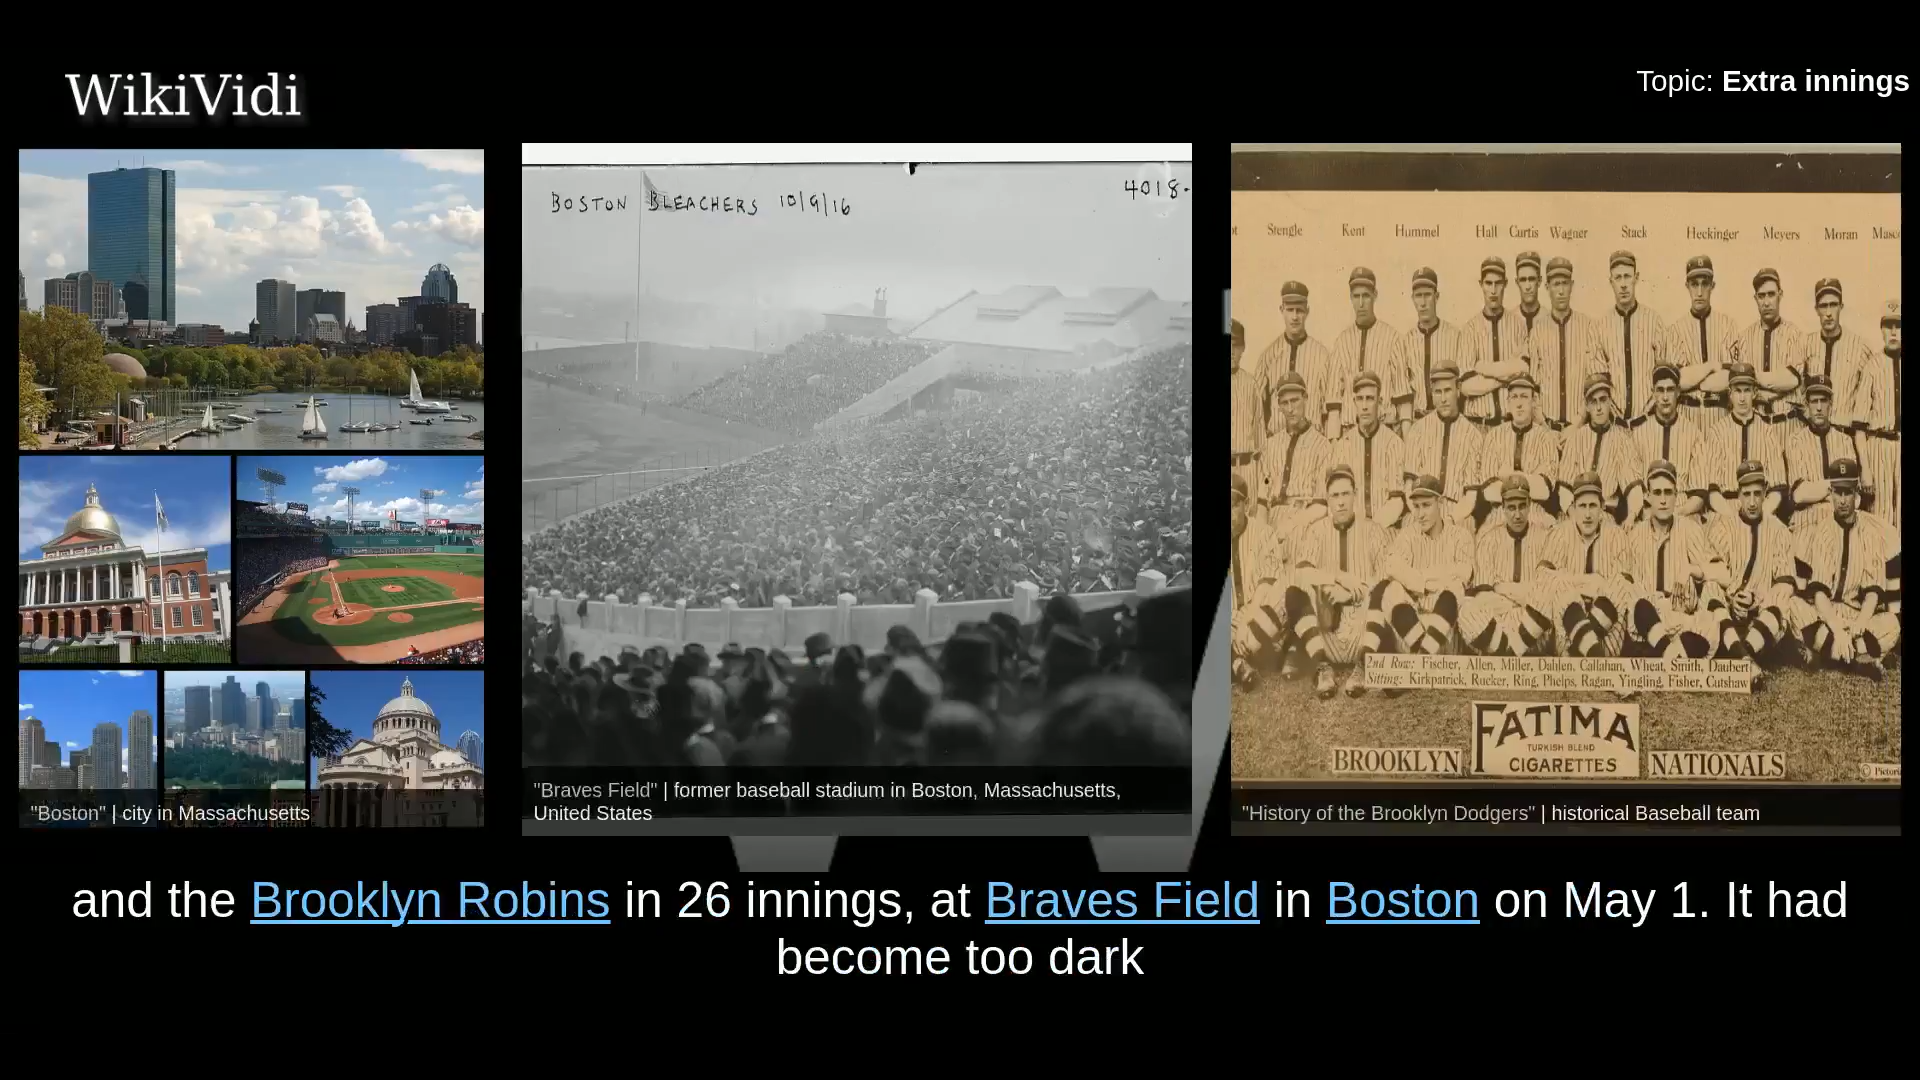 WikiVidi
Topic: Extra innings
BOSTON BLEACHERS 10/9/16
4018-
Stengle Kent Hummel Hall Curtis Wagner Stack Heckinger Meyers Moran
2nd Row: Fischer, Allen, Miller, Dahlen, Callahan, Wheat, Smith, Daubert
Sitting: Kirkpatrick, Rucker, Ring, Phelps, Ragan, Yingling, Fisher, Cutshaw
FATIMA
TURKISH BLEND
CIGARETTES
BROOKLYN
NATIONALS
"Boston" | city in Massachusetts
"Braves Field" | former baseball stadium in Boston, Massachusetts,
United States
"History of the Brooklyn Dodgers" | historical Baseball team
and the Brooklyn Robins in 26 innings, at Braves Field in Boston on May 1. It had
become too dark